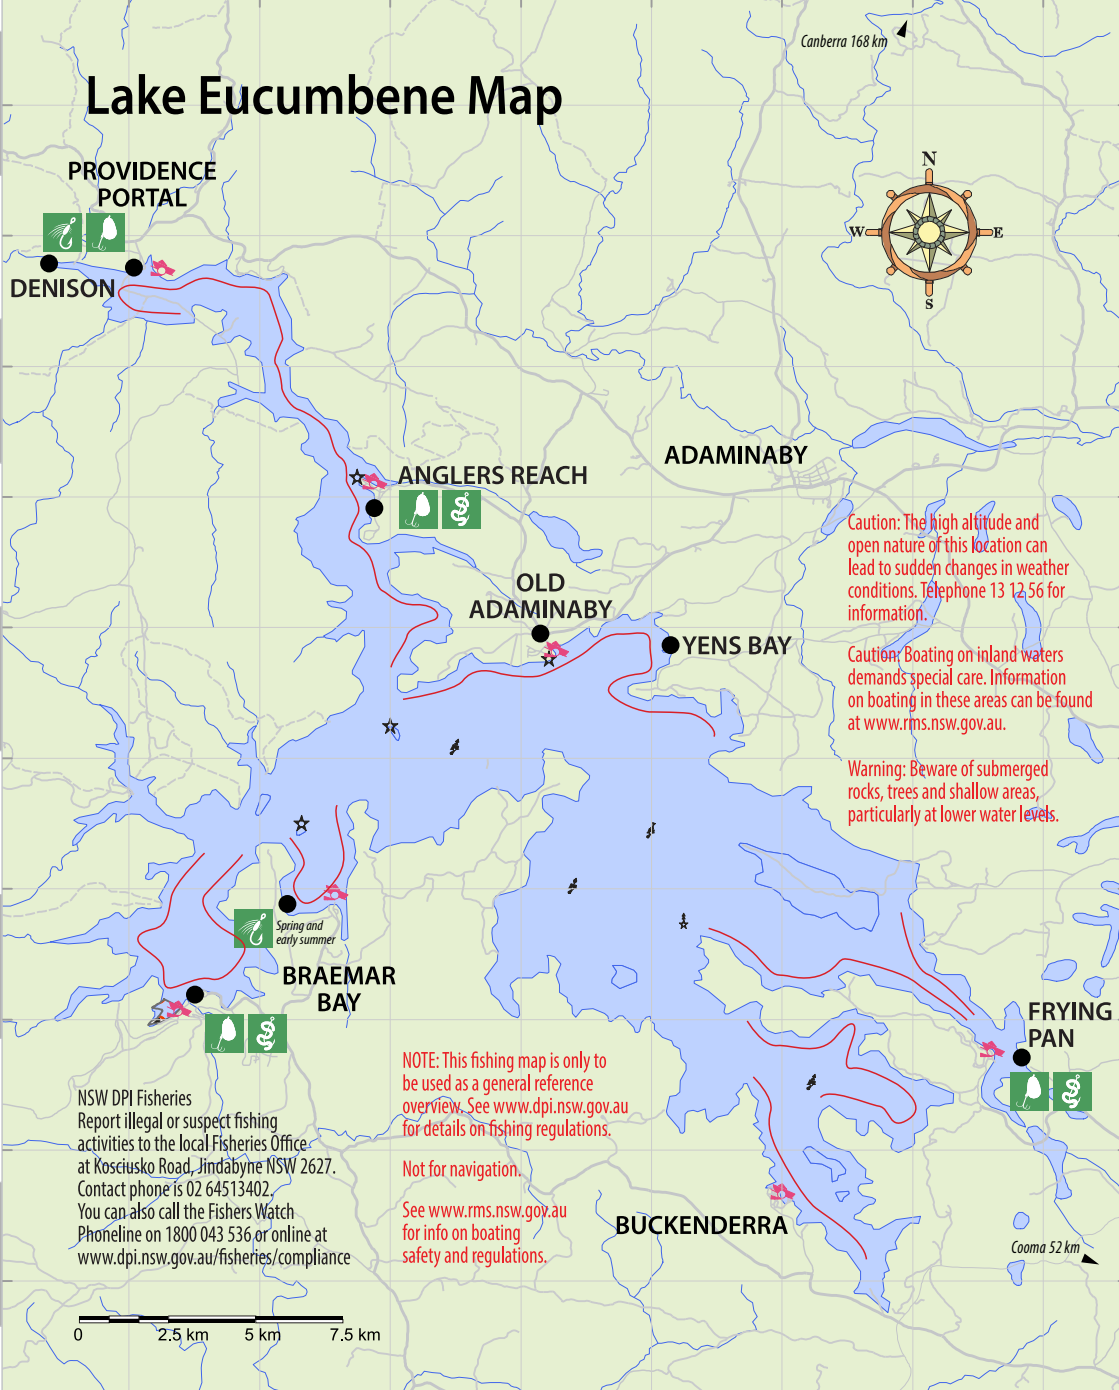 Canberra 168 km
Lake Eucumbene Map
PROVIDENCE
PORTAL
N
W
E
S
DENISON
ANGLERS REACH
ADAMINABY
Caution: The high altitude and
open nature of this location can
lead to sudden changes in weather
conditions. Telephone 13 12 56 for
information.
OLD
ADAMINABY
YENS BAY
Caution: Boating on inland waters
demands special care. Information
on boating in these areas can be found
at www.rms.nsw.gov.au.
Warning: Beware of submerged
rocks, trees and shallow areas,
particularly at lower water levels.
Spring and
early summer
BRAEMAR
BAY
FRYING
PAN
NOTE: This fishing map is only to
be used as a general reference
overview. See www.dpi.nsw.gov.au
for details on fishing regulations.
Not for navigation.
See www.rms.nsw.gov.au
for info on boating
safety and regulations.
NSW DPI Fisheries
Report illegal or suspect fishing
activities to the local Fisheries Office
at Kosciusko Road, Jindabyne NSW 2627.
Contact phone is 02 64513402.
You can also call the Fishers Watch
Phoneline on 1800 043 536 or online at
www.dpi.nsw.gov.au/fisheries/compliance
BUCKENDERRA
Cooma 52 km
0 2.5 km 5 km 7.5 km